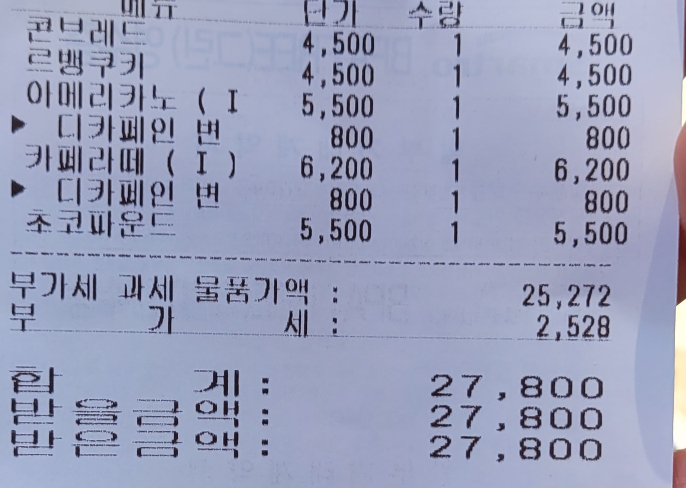 메뉴 단가 수량 금액
콘브레드 4,500 1 4,500
르뱅쿠키 4,500 1 4,500
아메리카노 ( I 5,500 1 5,500
▶ 디카페인 변 800 1 800
카페라떼 ( I ) 6,200 1 6,200
▶ 디카페인 변 800 1 800
초코파운드 5,500 1 5,500
부가세 과세 물품가액 : 25,272
부 가 세 : 2,528
합 계 : 27,800
받을금액 : 27,800
받은금액 : 27,800